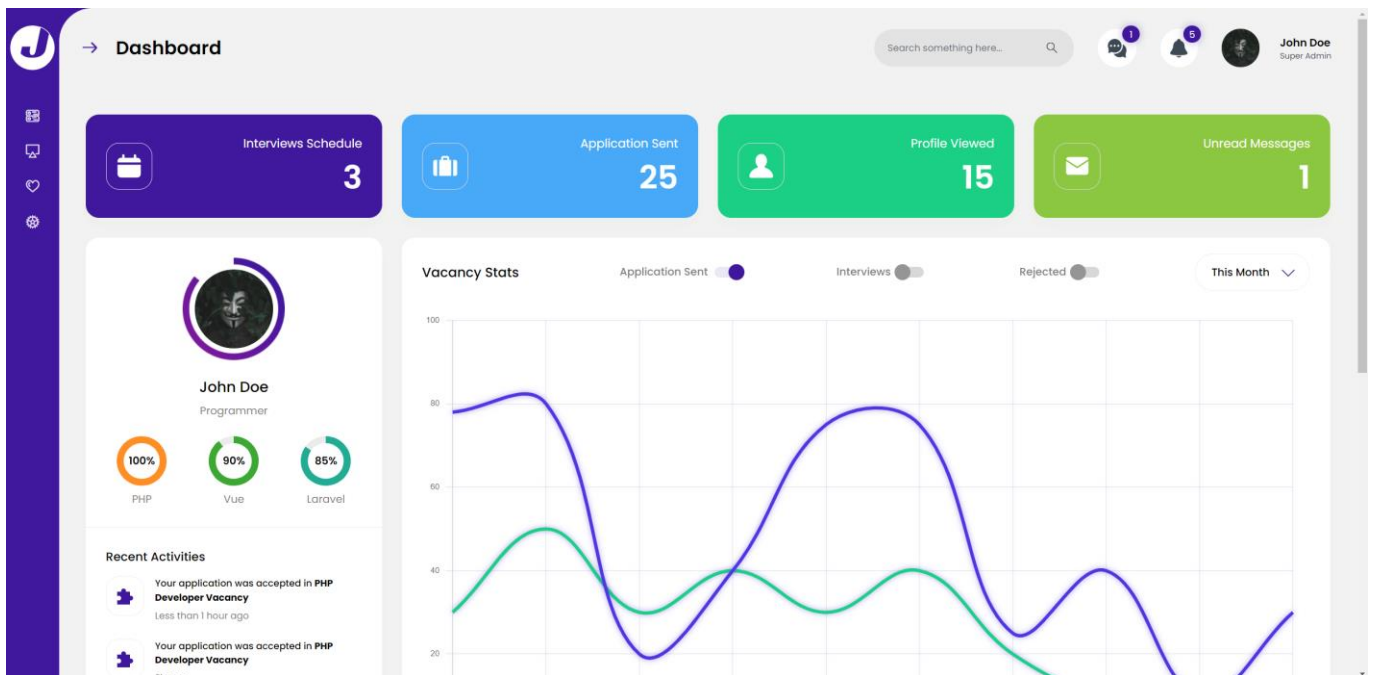 J
Dashboard
Search something here...
1
5
John Doe
Super Admin
Interviews Schedule
3
Application Sent
25
Profile Viewed
15
Unread Messages
1
John Doe
Programmer
100%
90%
85%
PHP
Vue
Laravel
Recent Activities
Your application was accepted in PHP
Developer Vacancy
Less than 1 hour ago
Your application was accepted in PHP
Developer Vacancy
Vacancy Stats
Application Sent
Interviews
Rejected
This Month
100
80
60
40
20